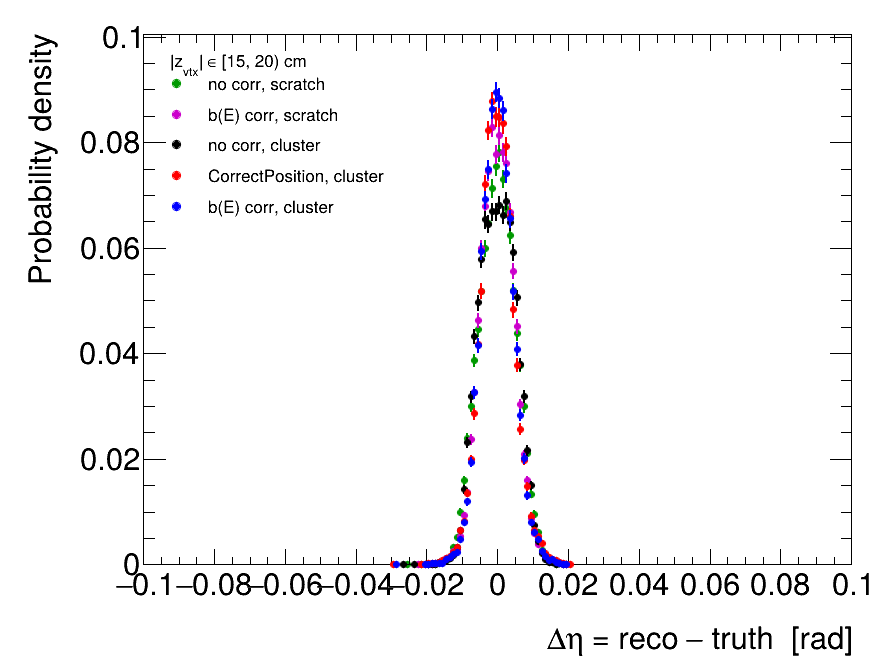 Probability density
0.1
0.08
0.06
0.04
0.02
0
|z_vtx| ∈ [15, 20) cm
no corr, scratch
b(E) corr, scratch
no corr, cluster
CorrectPosition, cluster
b(E) corr, cluster
−0.1 −0.08 −0.06 −0.04 −0.02 0 0.02 0.04 0.06 0.08 0.1
Δη = reco − truth [rad]